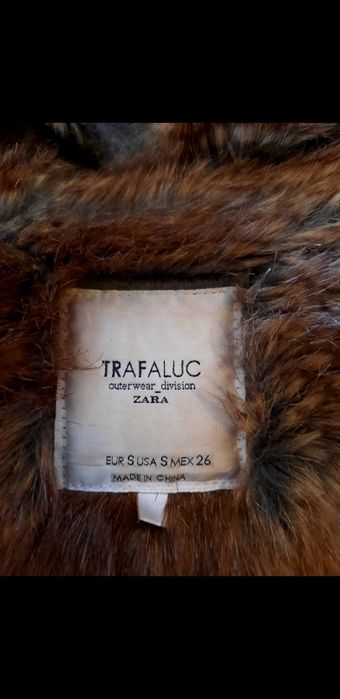 TRAFALUC
outerwear_division
ZARA
EUR S USA S MEX 26
MADE IN CHINA